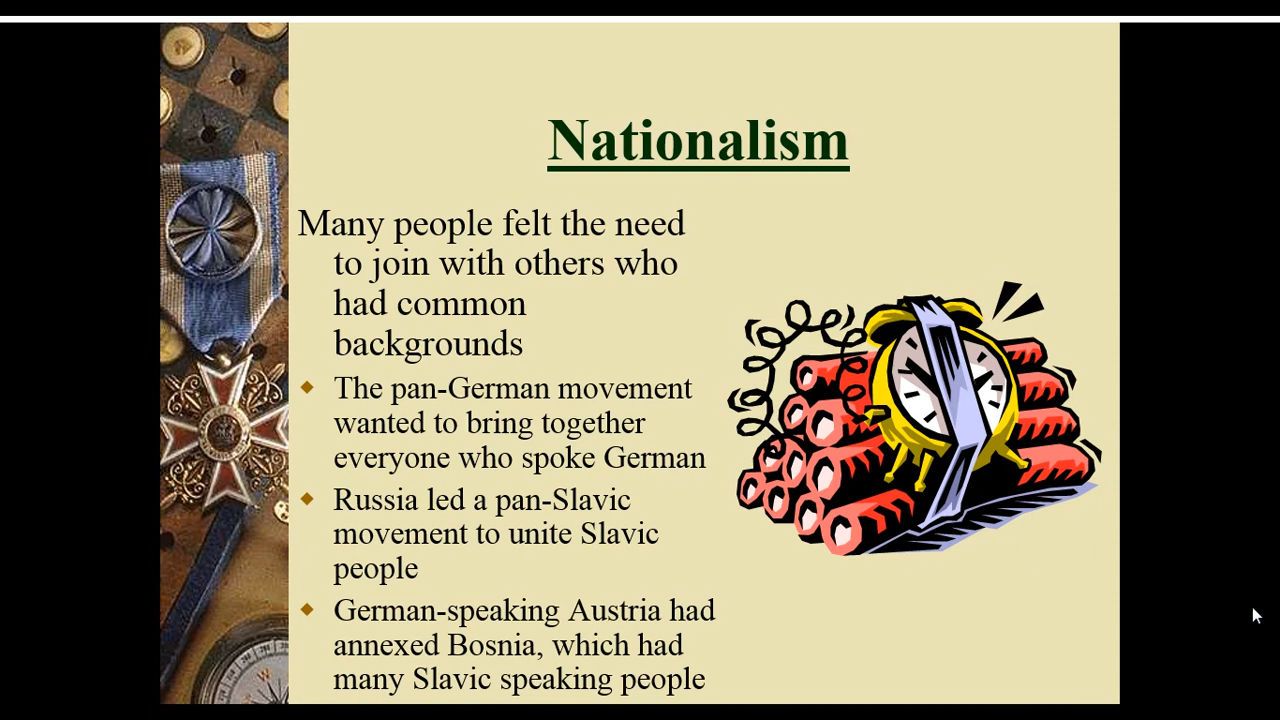 Nationalism
Many people felt the need
to join with others who
had common
backgrounds
The pan-German movement
wanted to bring together
everyone who spoke German
Russia led a pan-Slavic
movement to unite Slavic
people
German-speaking Austria had
annexed Bosnia, which had
many Slavic speaking people